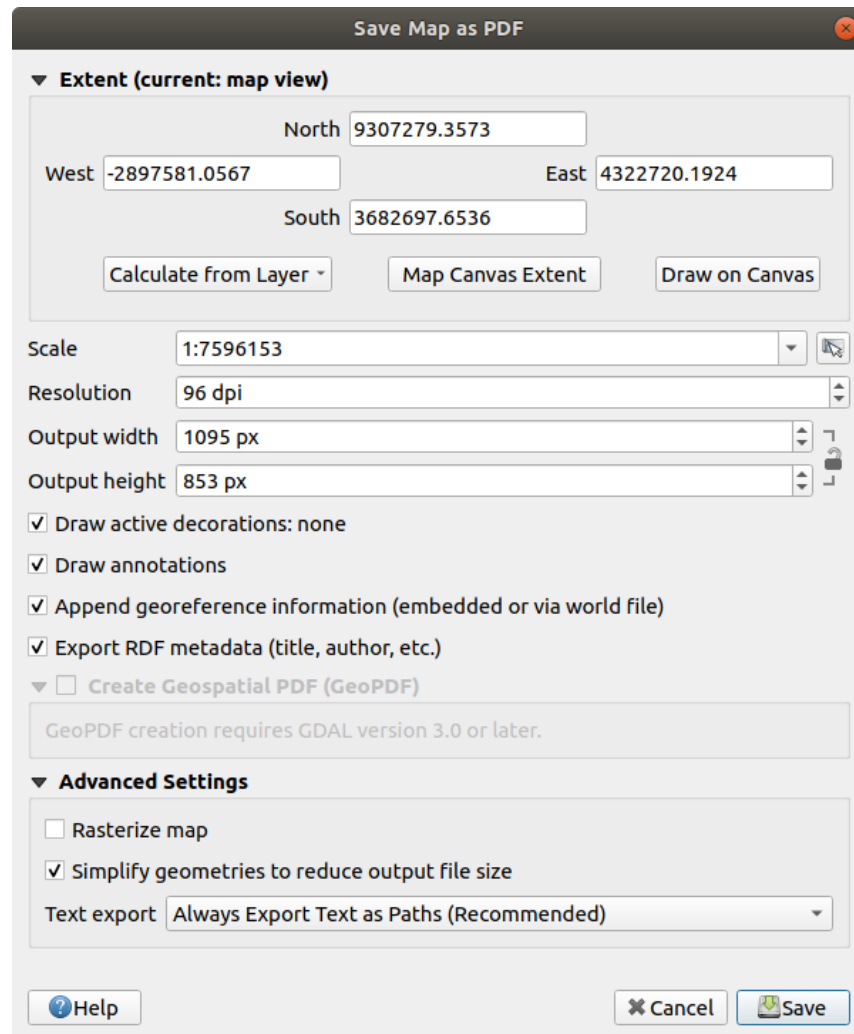 Save Map as PDF
Extent (current: map view)
North 9307279.3573
West -2897581.0567 East 4322720.1924
South 3682697.6536
Calculate from Layer Map Canvas Extent Draw on Canvas
Scale 1:7596153
Resolution 96 dpi
Output width 1095 px
Output height 853 px
Draw active decorations: none
Draw annotations
Append georeference information (embedded or via world file)
Export RDF metadata (title, author, etc.)
Create Geospatial PDF (GeoPDF)
GeoPDF creation requires GDAL version 3.0 or later.
Advanced Settings
Rasterize map
Simplify geometries to reduce output file size
Text export Always Export Text as Paths (Recommended)
Help Cancel Save